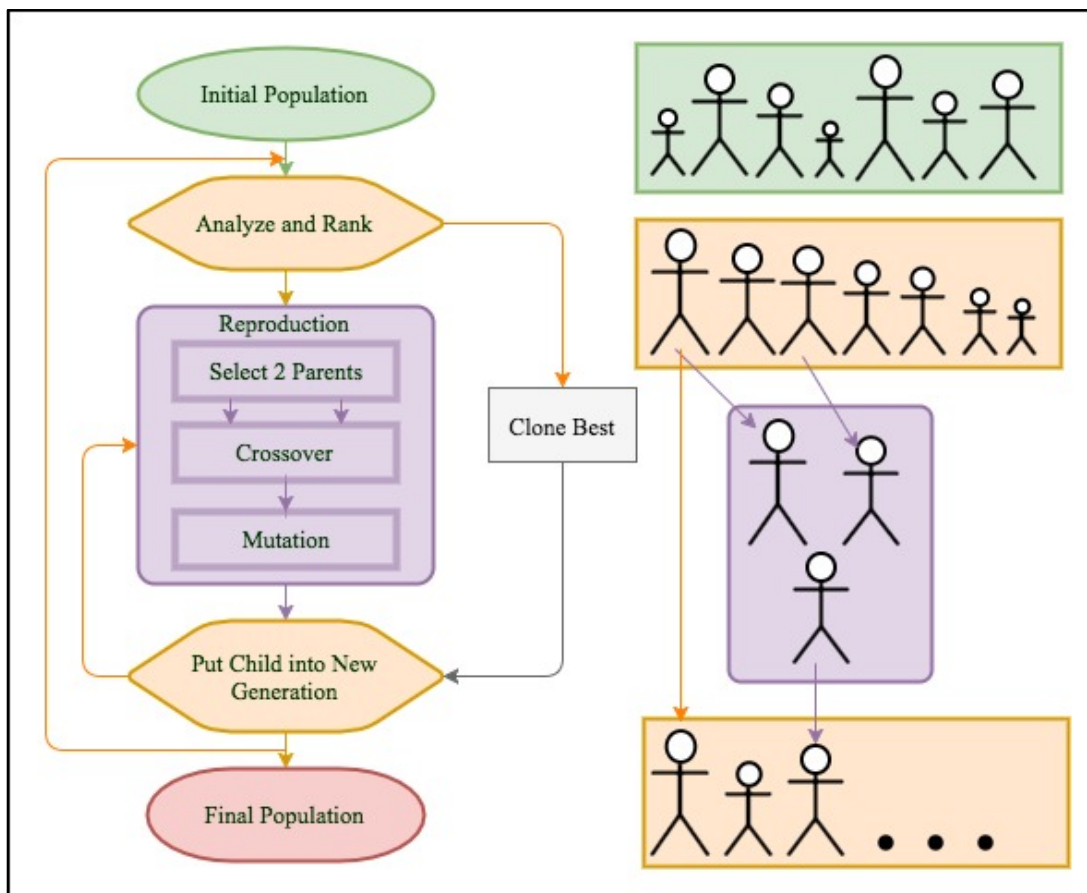 Initial Population
Analyze and Rank
Reproduction
Select 2 Parents
Crossover
Mutation
Clone Best
Put Child into New
Generation
Final Population